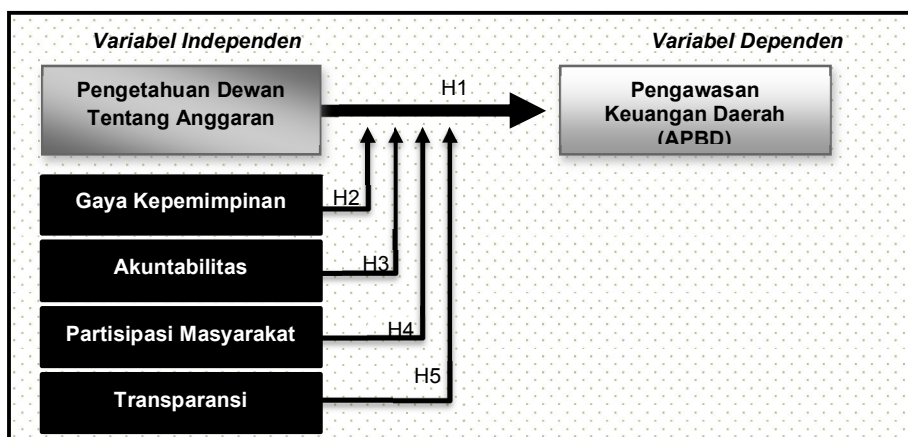 Variabel Independen
Variabel Dependen
Pengetahuan Dewan
Tentang Anggaran
H1
Pengawasan
Keuangan Daerah
(APBD)
Gaya Kepemimpinan
H2
Akuntabilitas
H3
Partisipasi Masyarakat
H4
H5
Transparansi